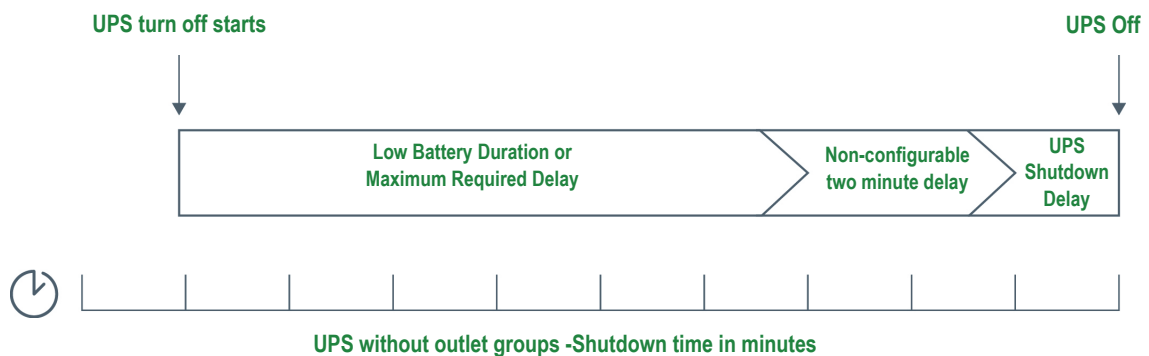 UPS turn off starts
UPS Off
Low Battery Duration or
Maximum Required Delay
Non-configurable
two minute delay
UPS
Shutdown
Delay
UPS without outlet groups -Shutdown time in minutes